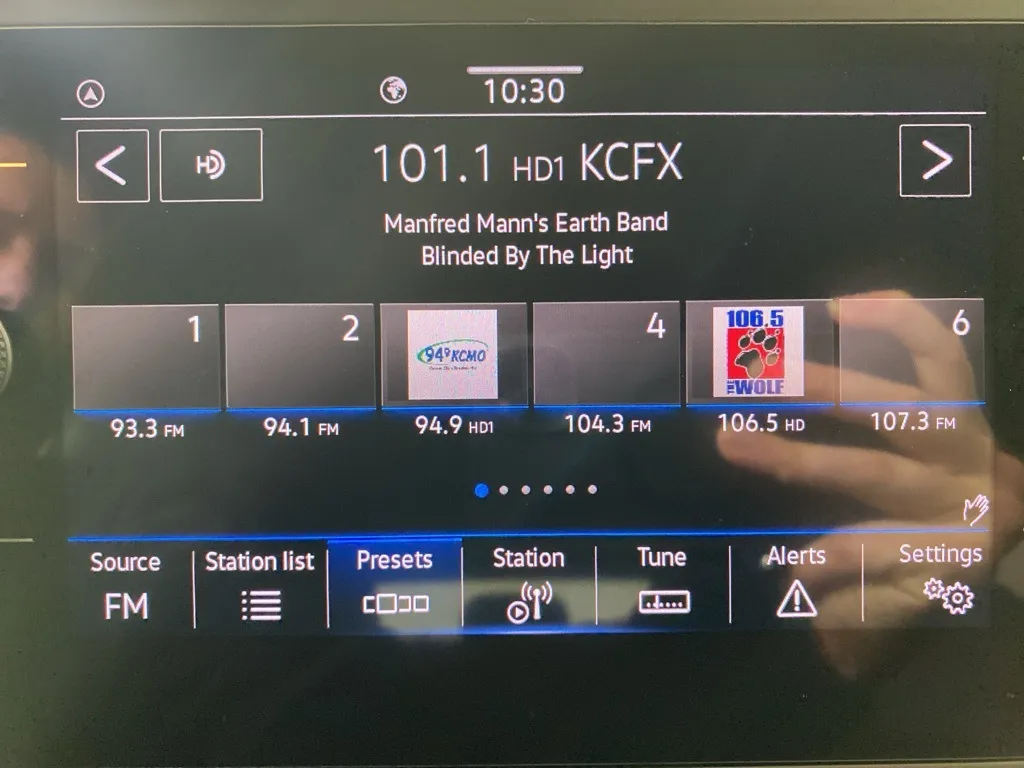 10:30
HD
101.1 HD1 KCFX
Manfred Mann's Earth Band
Blinded By The Light
1
2
94.9 KCMO
4
106.5
THE WOLF
6
93.3 FM
94.1 FM
94.9 HD1
104.3 FM
106.5 HD
107.3 FM
Source
Station list
Presets
Station
Tune
Alerts
Settings
FM